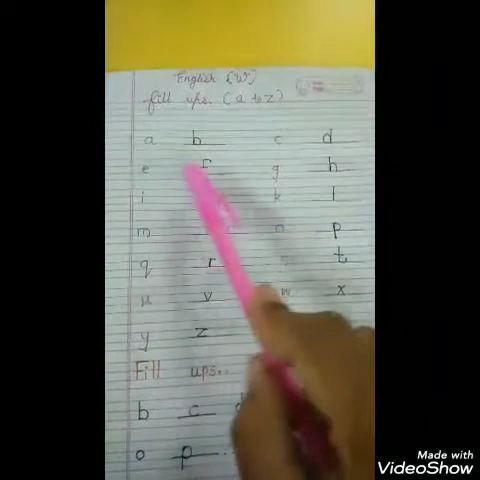 English (W)
Fill ups. (a to z)
a b c d
e g h
i k l
m o p
q r t
u v w x
y z
Fill ups..
b c d
o p
Made with
VideoShow